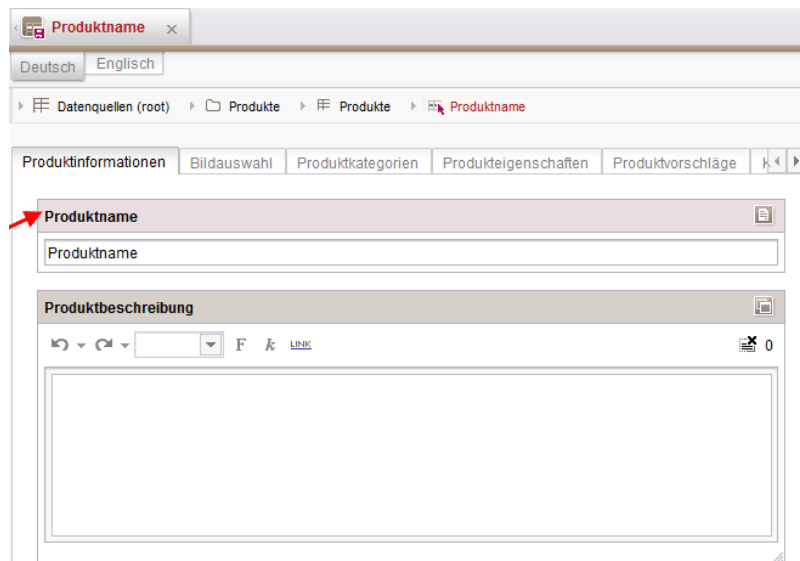 Produktname
Deutsch Englisch
Datenquellen (root) Produkte Produkte Produktname
Produktinformationen Bildauswahl Produktkategorien Produkteigenschaften Produktvorschläge
Produktname
Produktname
Produktbeschreibung
F k LINK 0